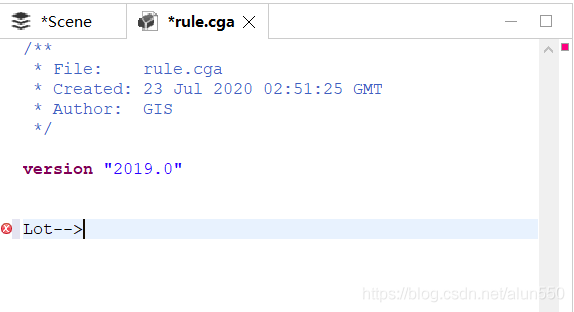 *Scene
*rule.cga
/**
 * File:    rule.cga
 * Created: 23 Jul 2020 02:51:25 GMT
 * Author:  GIS
 */
version "2019.0"
Lot-->
https://blog.csdn.net/alun550